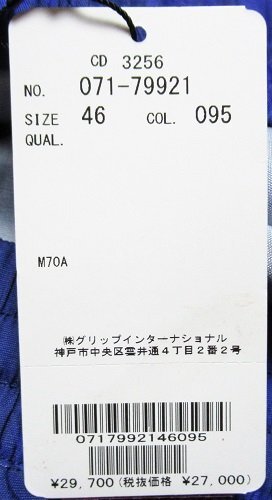 CD 3256
NO. 071-79921
SIZE 46 COL. 095
QUAL.
M70A
㈱グリップインターナショナル
神戸市中央区雲井通4丁目2番2号
0717992146095
¥29,700(税抜価格 ¥27,000)